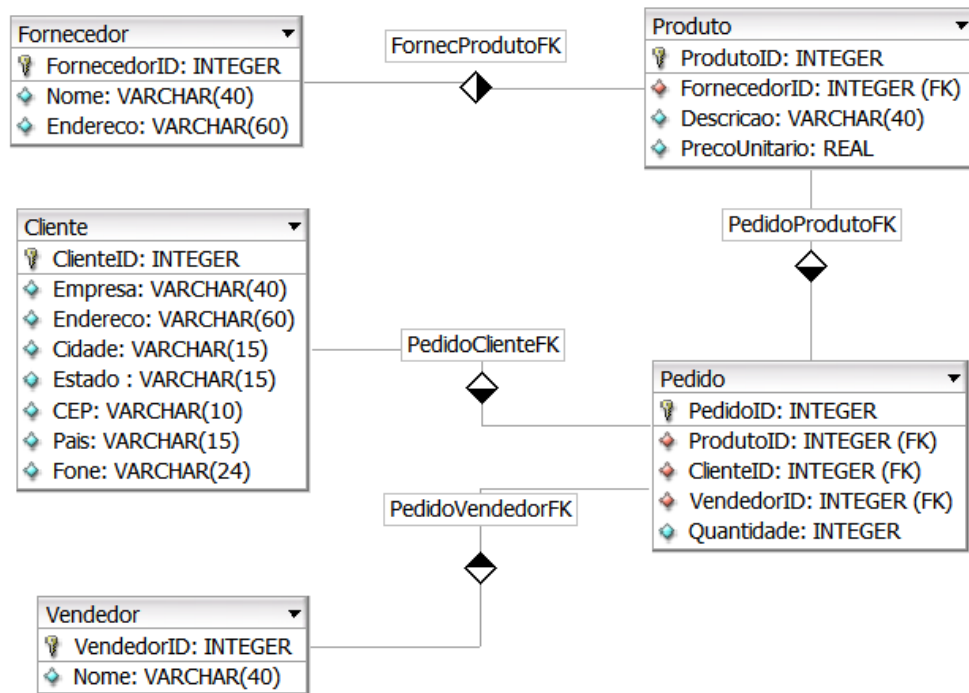 Fornecedor
FornecedorID: INTEGER
Nome: VARCHAR(40)
Endereco: VARCHAR(60)
FornecProdutoFK
Produto
ProdutoID: INTEGER
FornecedorID: INTEGER (FK)
Descricao: VARCHAR(40)
PrecoUnitario: REAL
PedidoProdutoFK
Cliente
ClienteID: INTEGER
Empresa: VARCHAR(40)
Endereco: VARCHAR(60)
Cidade: VARCHAR(15)
Estado : VARCHAR(15)
CEP: VARCHAR(10)
Pais: VARCHAR(15)
Fone: VARCHAR(24)
PedidoClienteFK
Pedido
PedidoID: INTEGER
ProdutoID: INTEGER (FK)
ClienteID: INTEGER (FK)
VendedorID: INTEGER (FK)
Quantidade: INTEGER
PedidoVendedorFK
Vendedor
VendedorID: INTEGER
Nome: VARCHAR(40)